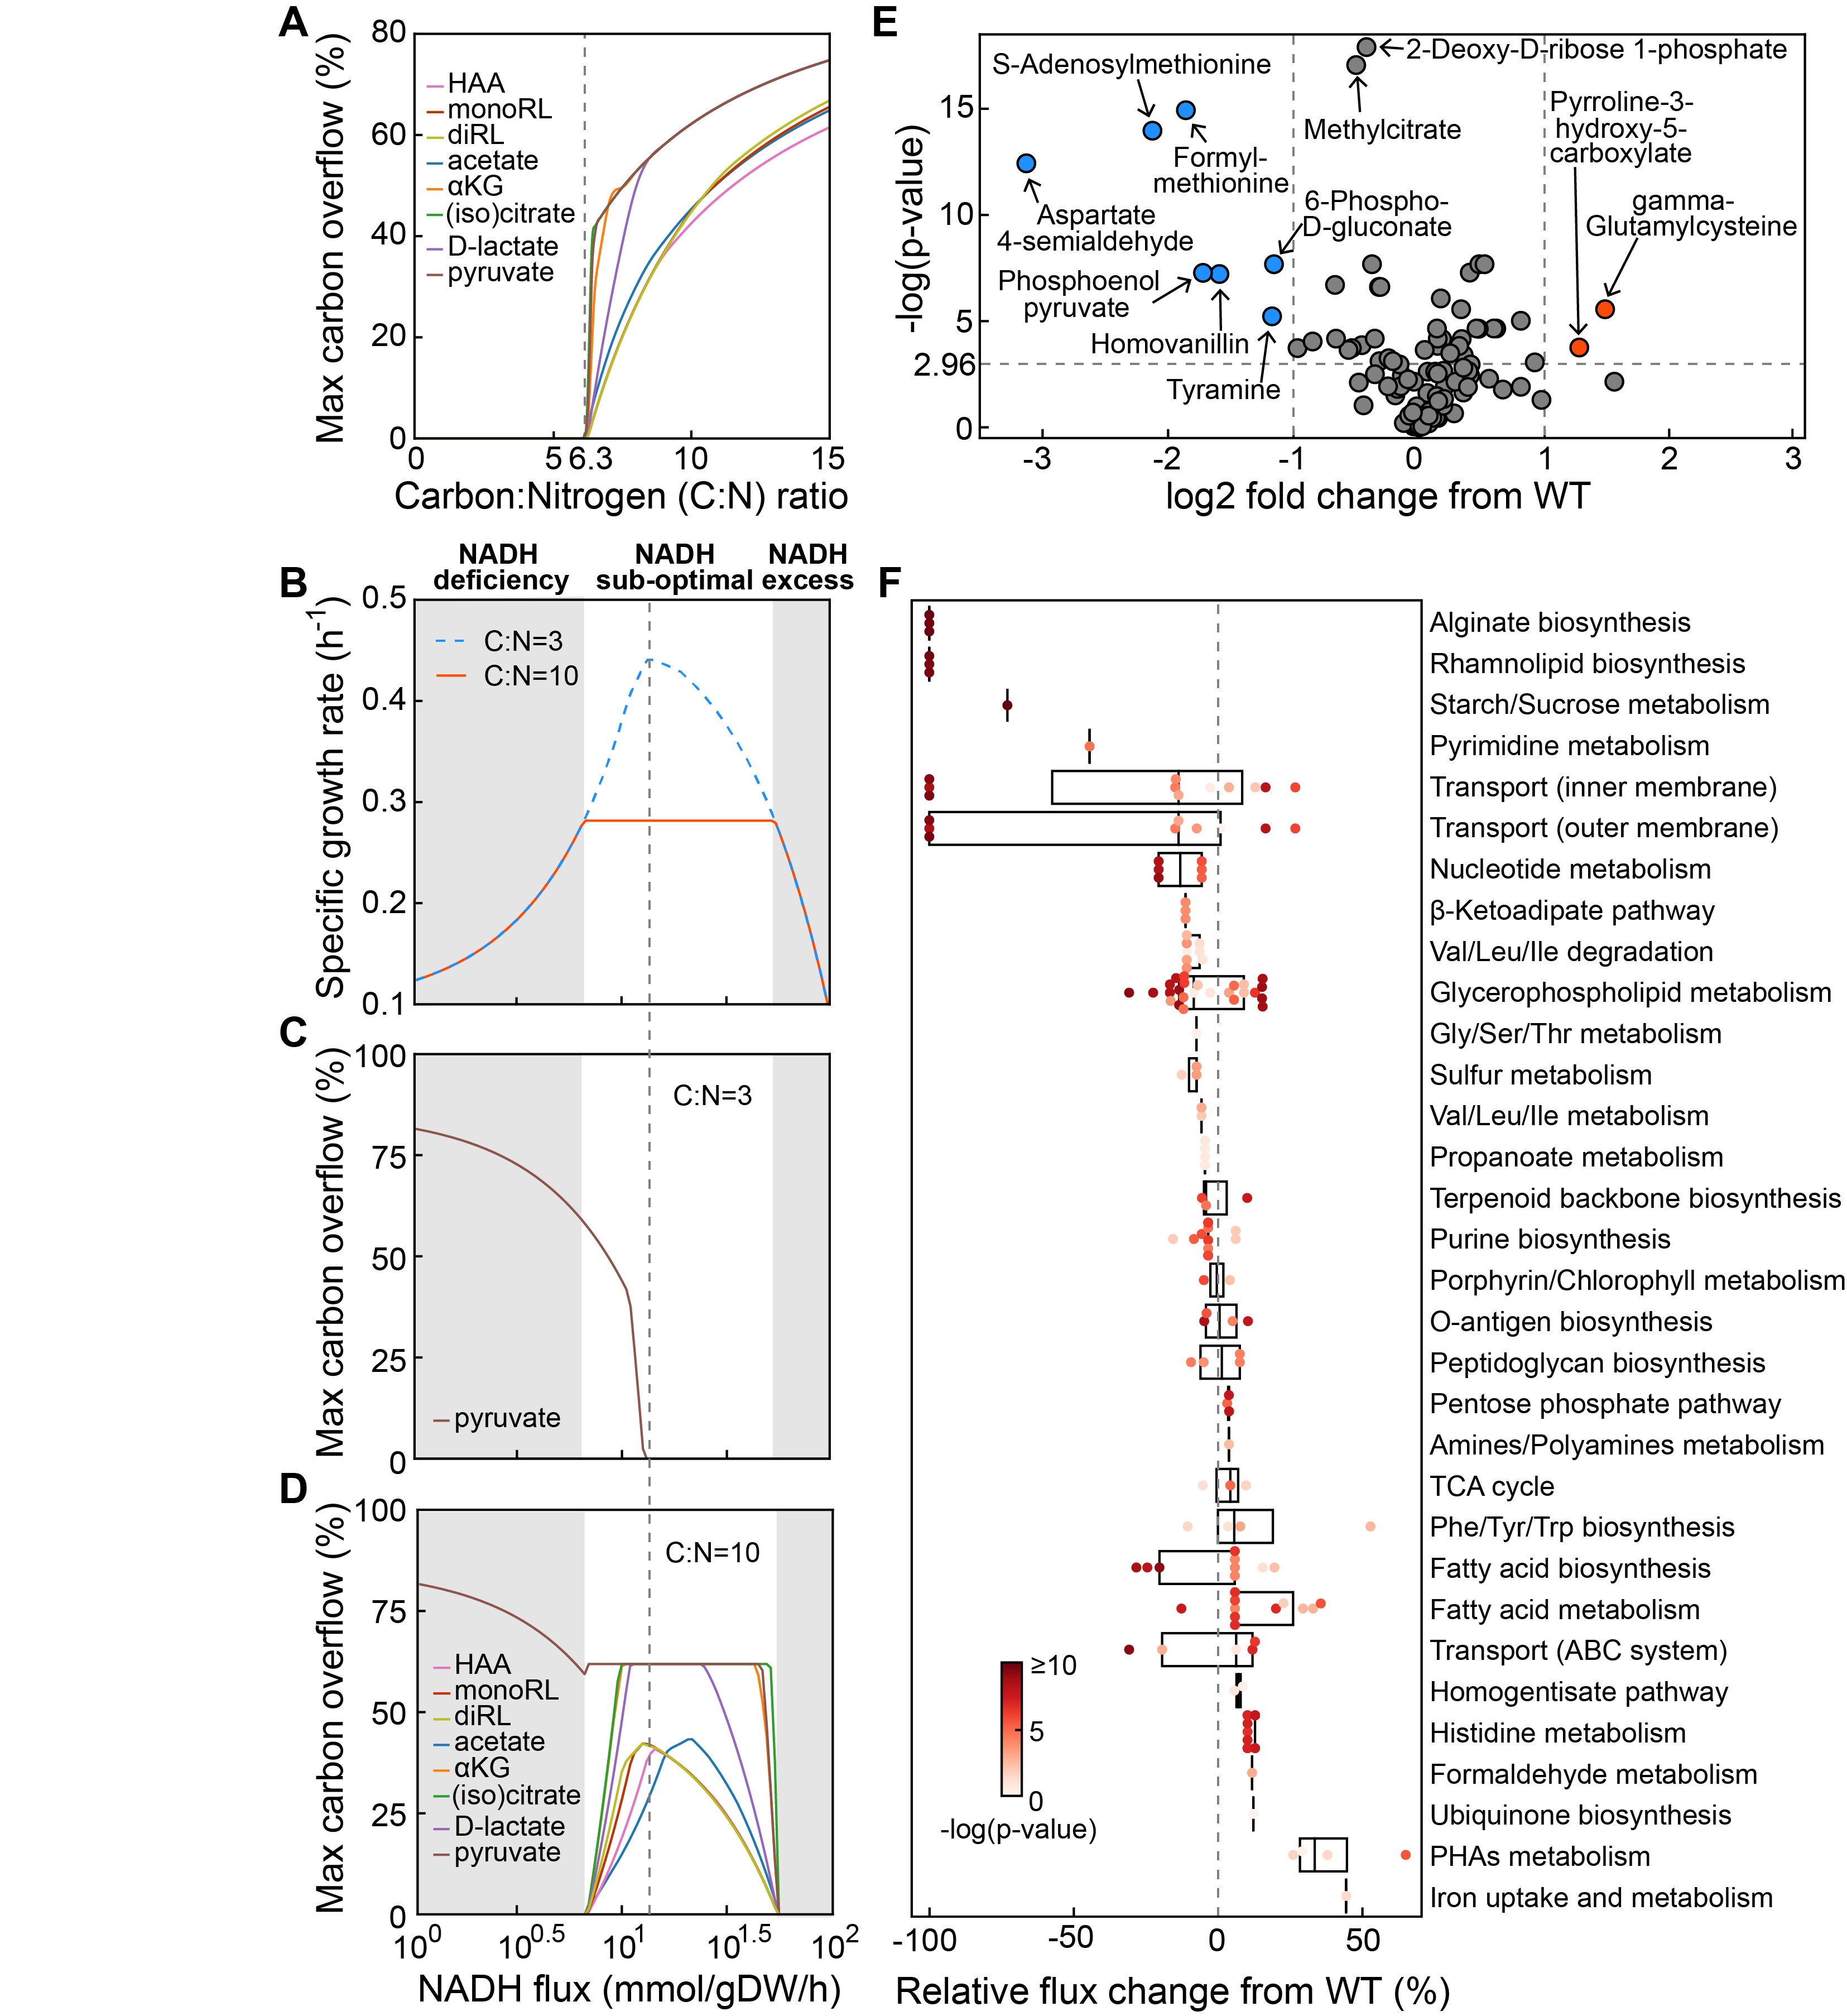 A
80
60
40
20
0
Max carbon overflow (%)
HAA
monoRL
diRL
acetate
αKG
(iso)citrate
D-lactate
pyruvate
0
5
6.3
10
15
Carbon:Nitrogen (C:N) ratio
E
-log(p-value)
15
10
5
2.96
0
2-Deoxy-D-ribose 1-phosphate
S-Adenosylmethionine
Methylcitrate
Pyrroline-3-
hydroxy-5-
carboxylate
Formyl-
methionine
Aspartate
4-semialdehyde
6-Phospho-
D-gluconate
gamma-
Glutamylcysteine
Phosphoenol
pyruvate
Homovanillin
Tyramine
-3
-2
-1
0
1
2
3
log2 fold change from WT
NADH
deficiency
NADH
sub-optimal
NADH
excess
B
0.5
0.4
0.3
0.2
0.1
Specific growth rate (h-1)
C:N=3
C:N=10
C
100
75
50
25
0
Max carbon overflow (%)
C:N=3
pyruvate
D
100
75
50
25
0
Max carbon overflow (%)
C:N=10
HAA
monoRL
diRL
acetate
αKG
(iso)citrate
D-lactate
pyruvate
10^0
10^0.5
10^1
10^1.5
10^2
NADH flux (mmol/gDW/h)
F
Alginate biosynthesis
Rhamnolipid biosynthesis
Starch/Sucrose metabolism
Pyrimidine metabolism
Transport (inner membrane)
Transport (outer membrane)
Nucleotide metabolism
β-Ketoadipate pathway
Val/Leu/Ile degradation
Glycerophospholipid metabolism
Gly/Ser/Thr metabolism
Sulfur metabolism
Val/Leu/Ile metabolism
Propanoate metabolism
Terpenoid backbone biosynthesis
Purine biosynthesis
Porphyrin/Chlorophyll metabolism
O-antigen biosynthesis
Peptidoglycan biosynthesis
Pentose phosphate pathway
Amines/Polyamines metabolism
TCA cycle
Phe/Tyr/Trp biosynthesis
Fatty acid biosynthesis
Fatty acid metabolism
Transport (ABC system)
Homogentisate pathway
Histidine metabolism
Formaldehyde metabolism
Ubiquinone biosynthesis
PHAs metabolism
Iron uptake and metabolism
≥10
5
0
-log(p-value)
-100
-50
0
50
Relative flux change from WT (%)